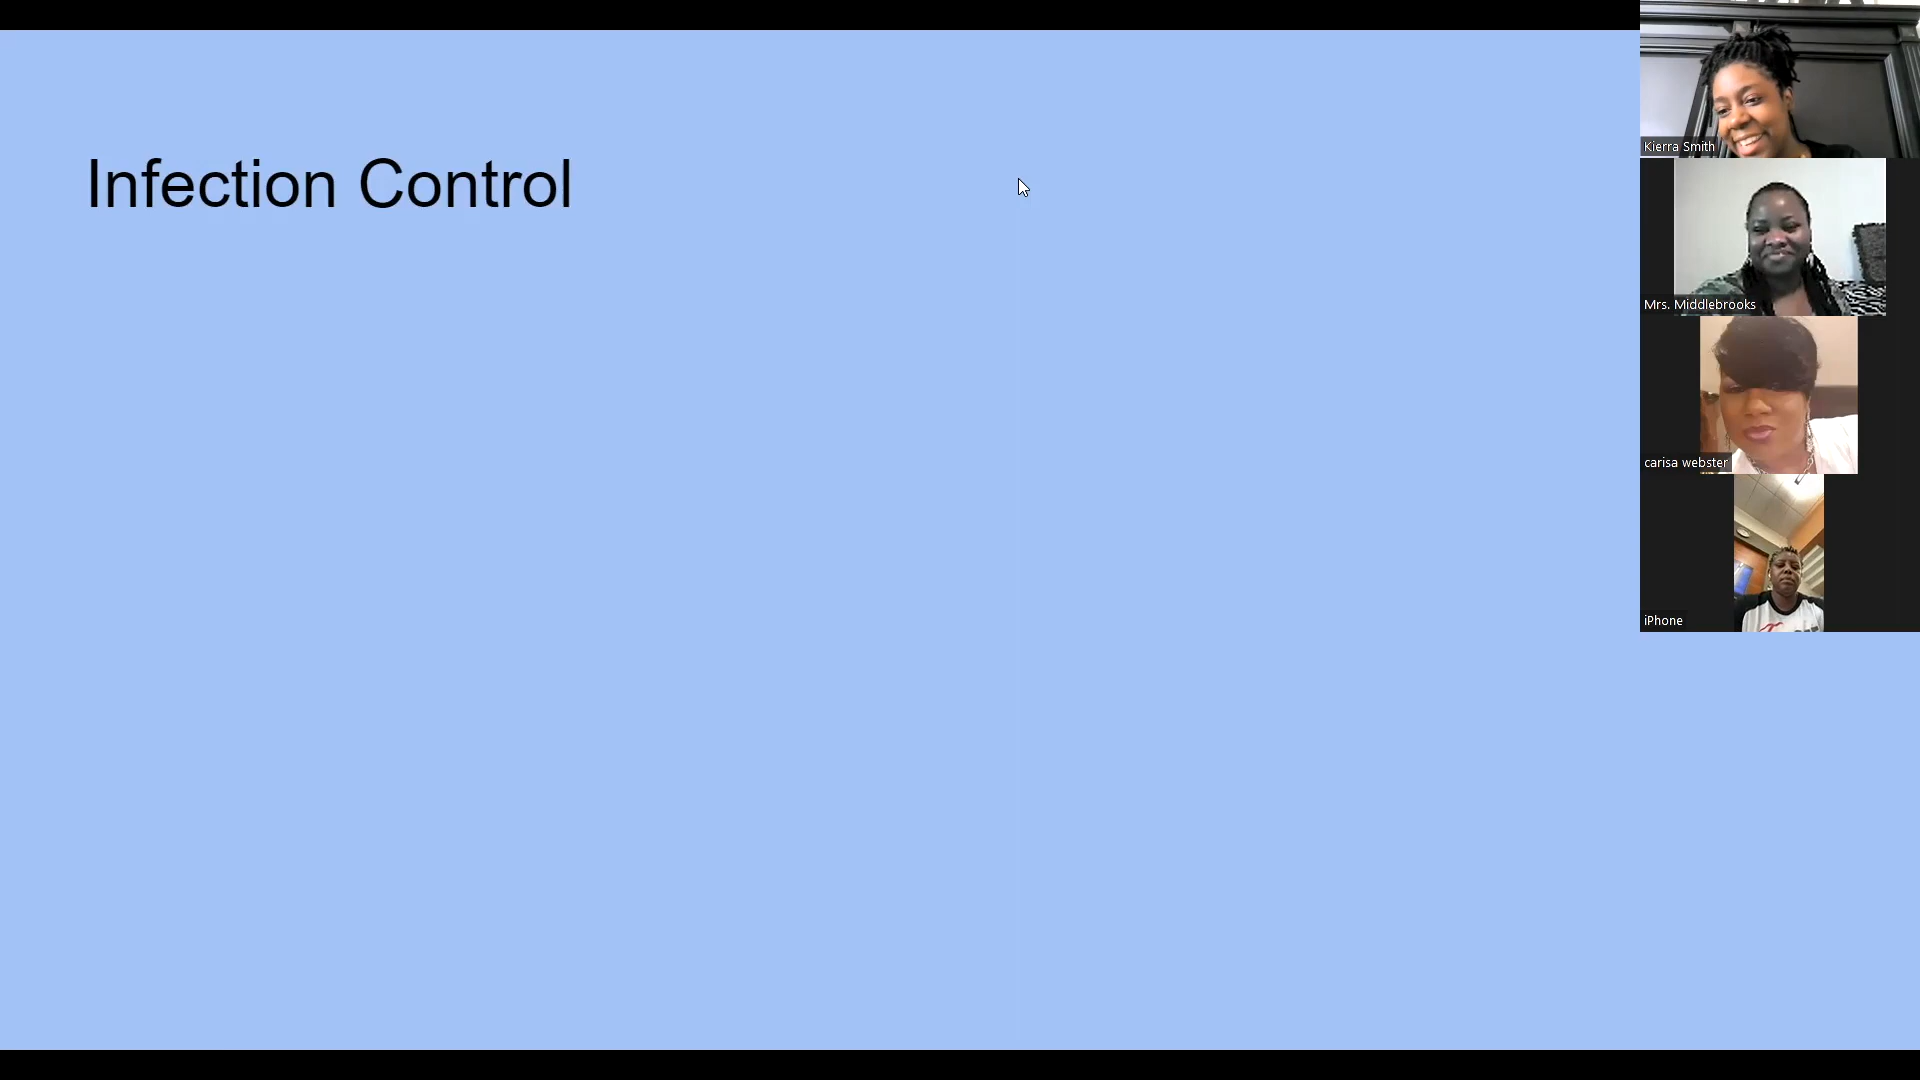 Infection Control
Kierra Smith
Mrs. Middlebrooks
carisa webster
iPhone